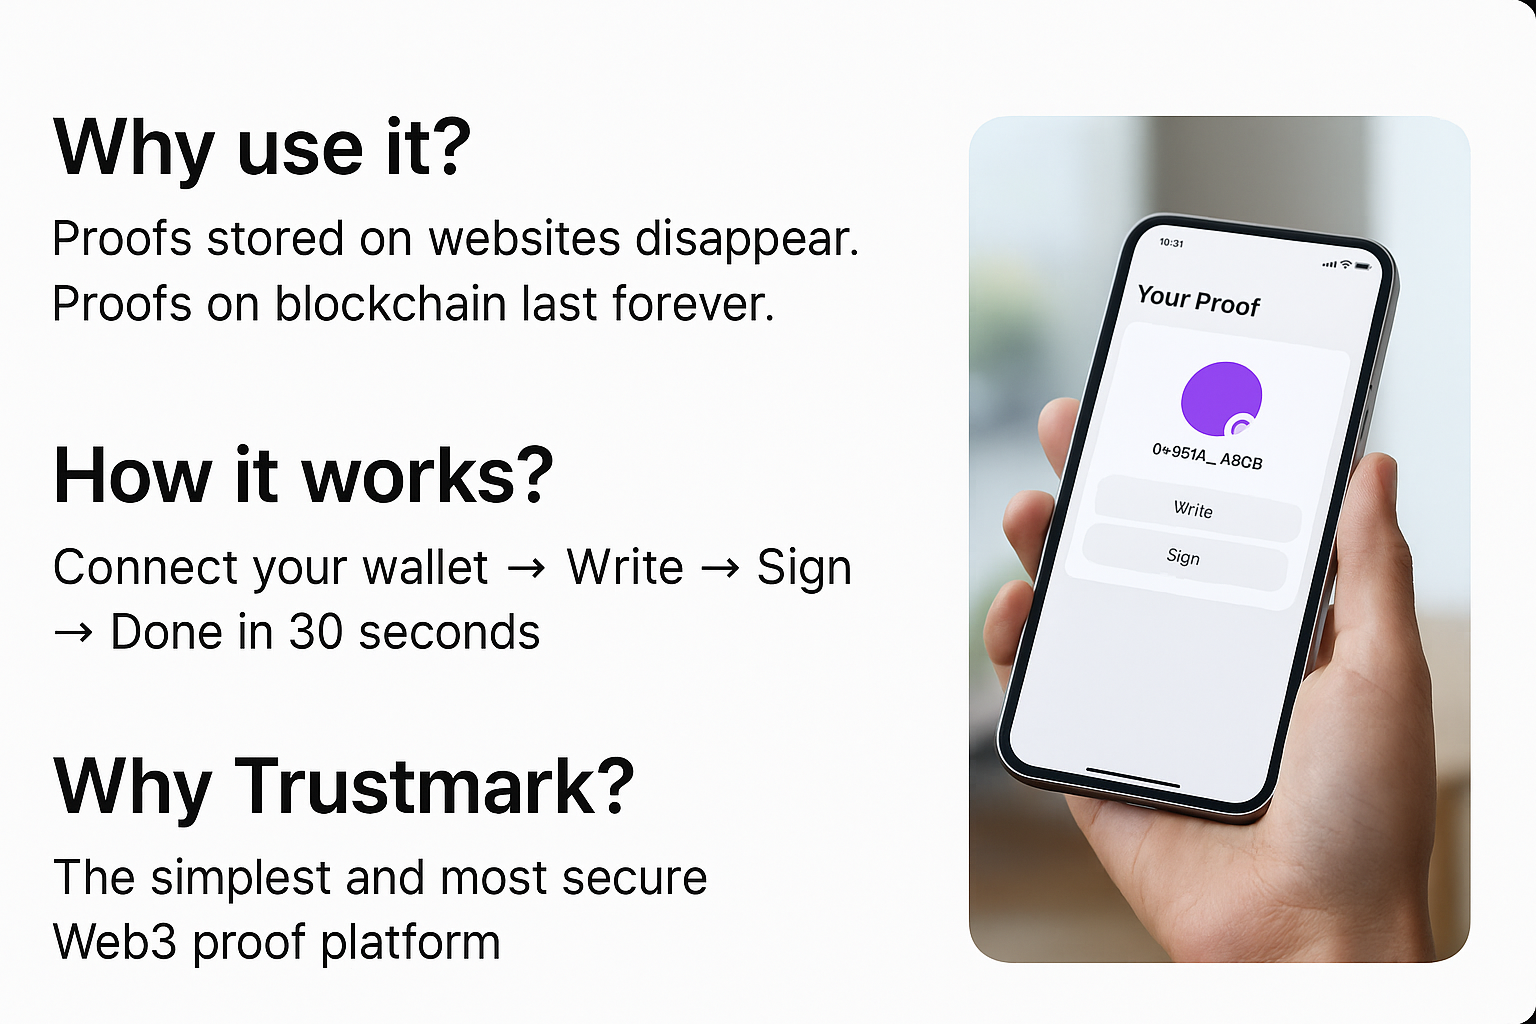 Why use it?
Proofs stored on websites disappear.
Proofs on blockchain last forever.
How it works?
Connect your wallet → Write → Sign
→ Done in 30 seconds
Why Trustmark?
The simplest and most secure
Web3 proof platform
10:31
Your Proof
0+951A_ A8CB
Write
Sign